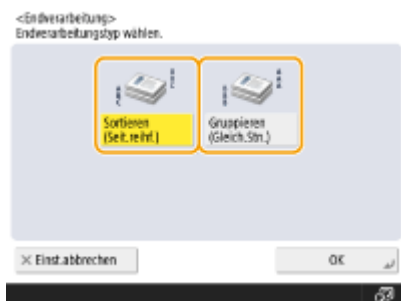 <Endverarbeitung>
Endverarbeitungstyp wählen.
Sortieren
(Seit.reihf.)
Gruppieren
(Gleich.Stn.)
× Einst.abbrechen
OK